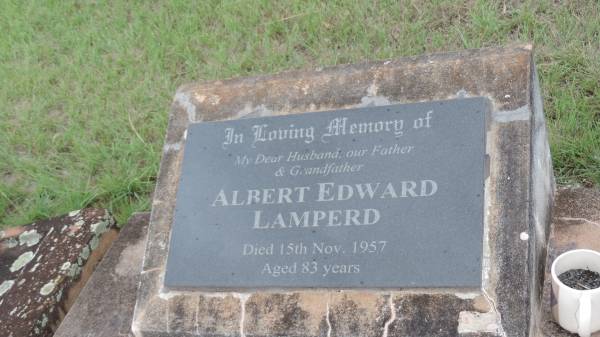 In Loving Memory of
My Dear Husband, our Father
& Grandfather
ALBERT EDWARD
LAMPERD
Died 15th Nov. 1957
Aged 83 years